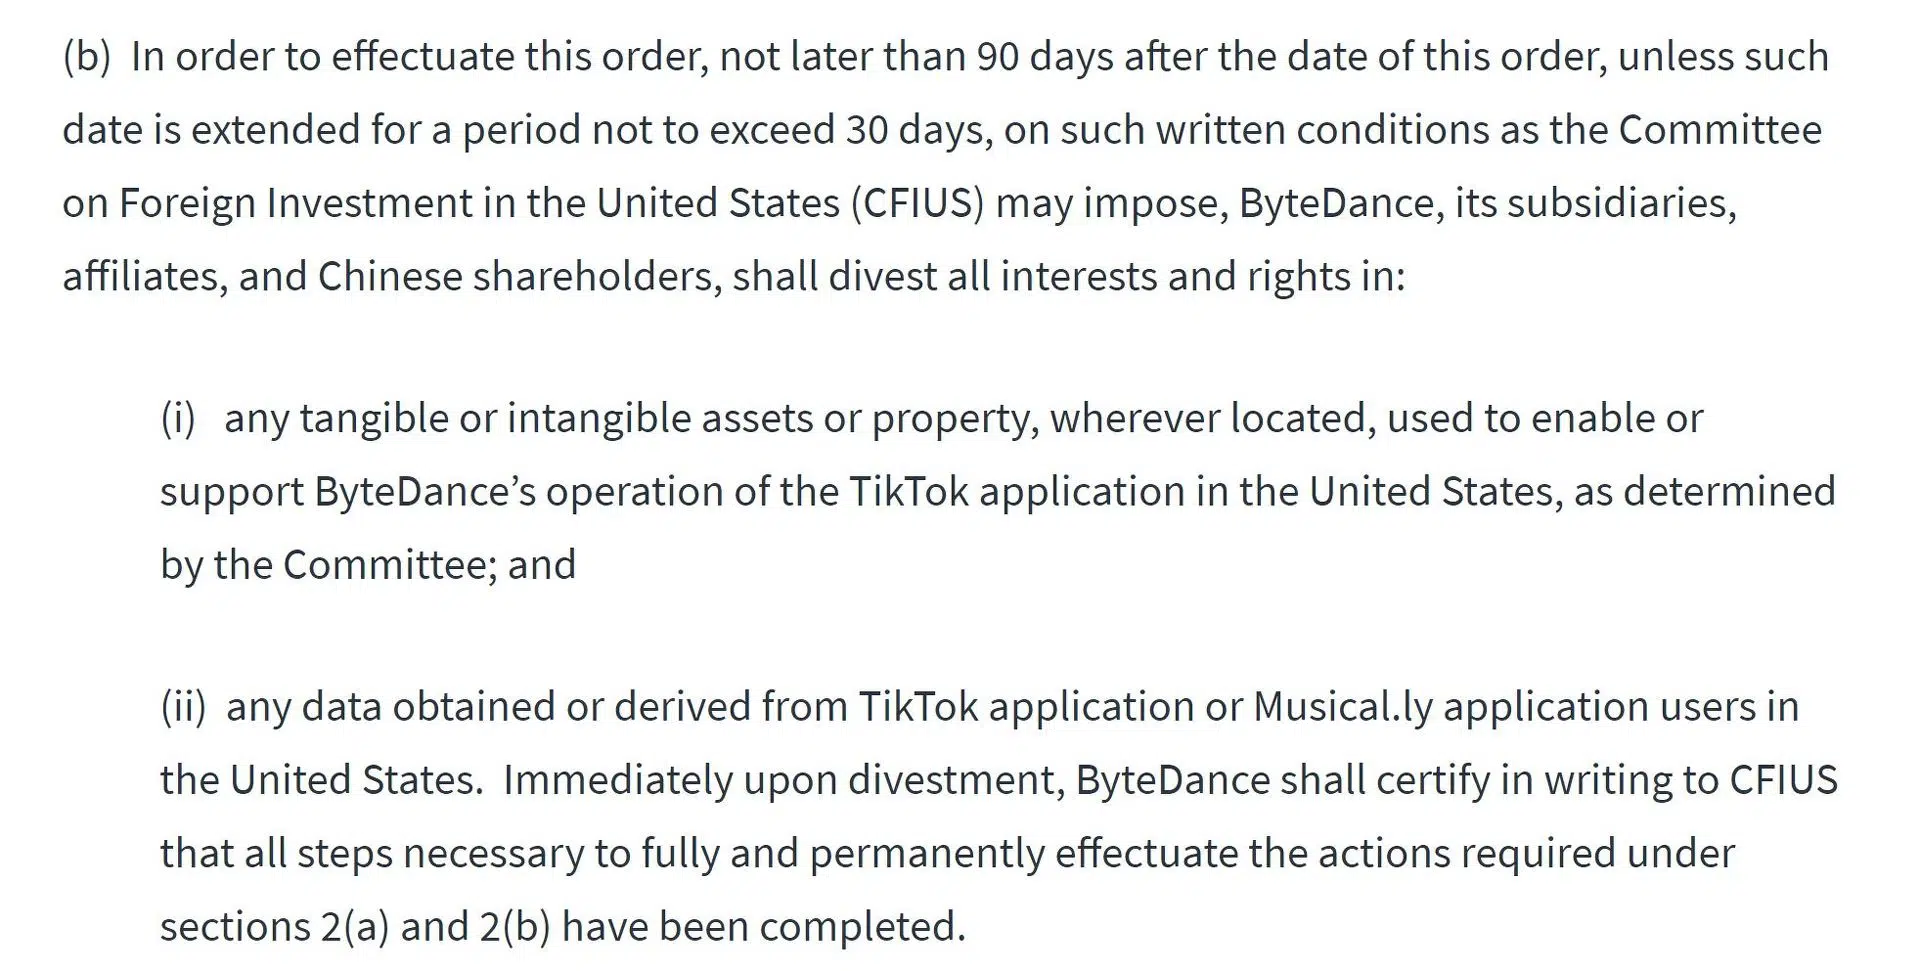 (b)  In order to effectuate this order, not later than 90 days after the date of this order, unless such
date is extended for a period not to exceed 30 days, on such written conditions as the Committee
on Foreign Investment in the United States (CFIUS) may impose, ByteDance, its subsidiaries,
affiliates, and Chinese shareholders, shall divest all interests and rights in:
(i)   any tangible or intangible assets or property, wherever located, used to enable or
support ByteDance’s operation of the TikTok application in the United States, as determined
by the Committee; and
(ii)  any data obtained or derived from TikTok application or Musical.ly application users in
the United States.  Immediately upon divestment, ByteDance shall certify in writing to CFIUS
that all steps necessary to fully and permanently effectuate the actions required under
sections 2(a) and 2(b) have been completed.